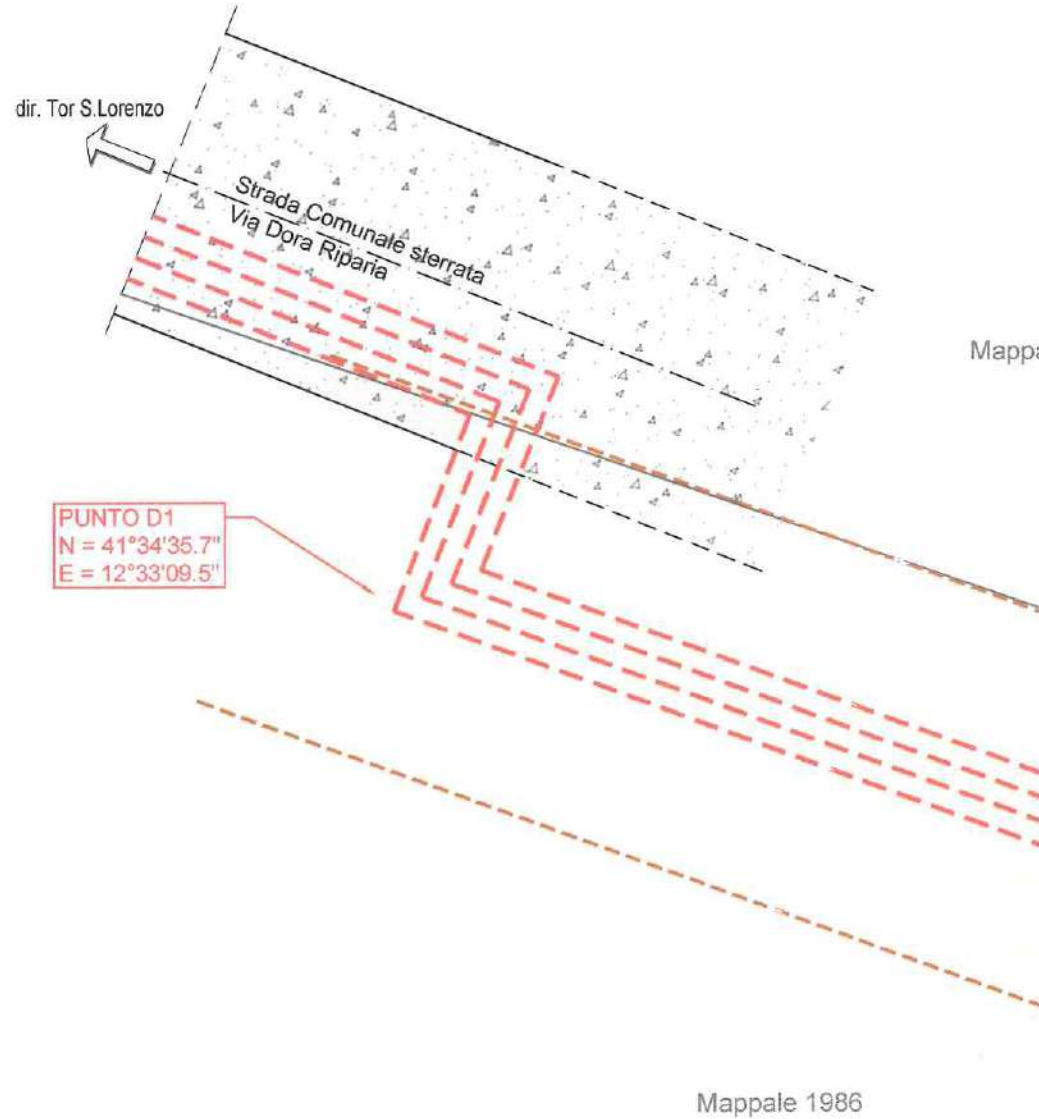 dir. Tor S.Lorenzo
Strada Comunale sterrata
Via Dora Riparia
Mappa
PUNTO D1
N = 41°34'35.7"
E = 12°33'09.5"
Mappale 1986